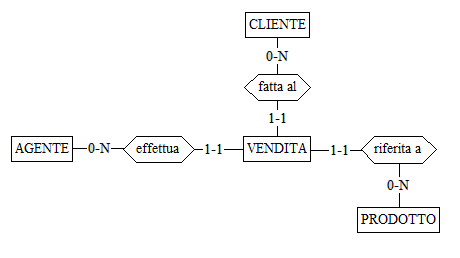 CLIENTE
0-N
fatta al
1-1
AGENTE 0-N effettua 1-1 VENDITA 1-1 riferita a
0-N
PRODOTTO